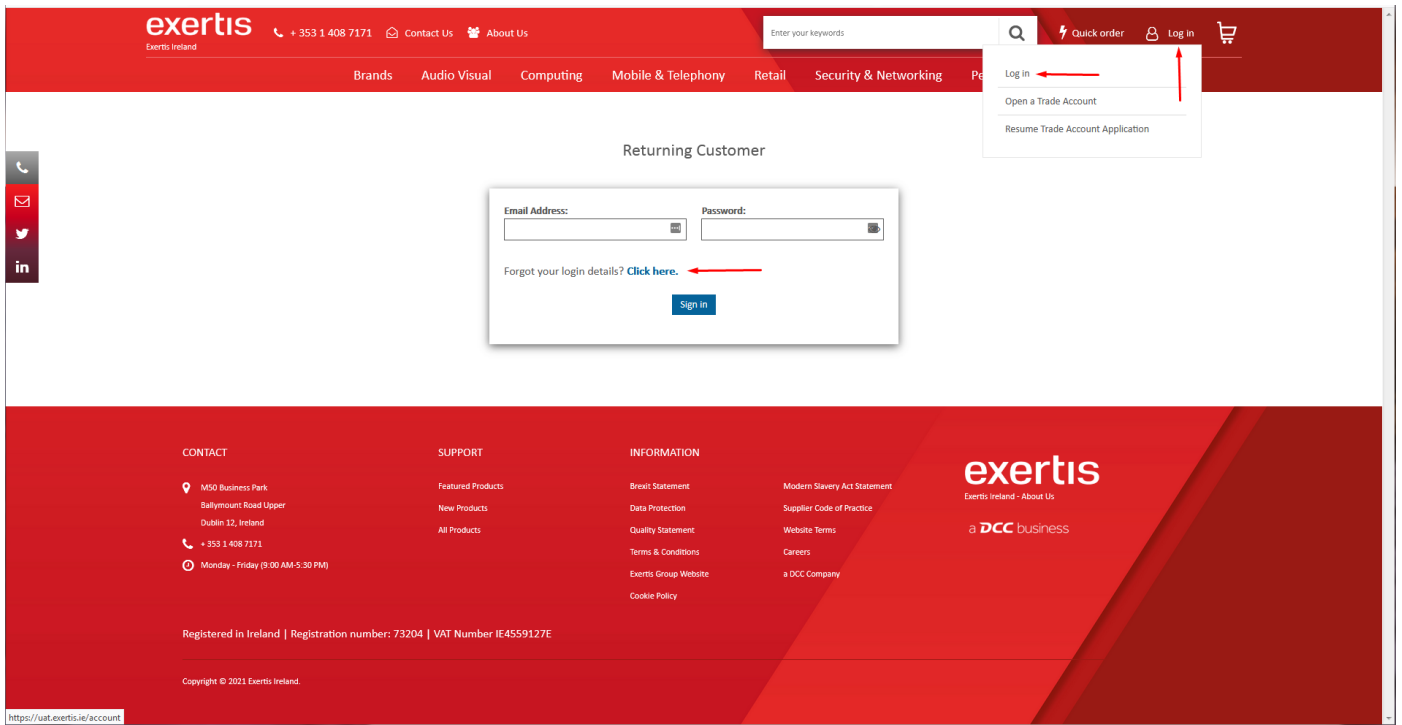 exertis
Exertis Ireland
+ 353 1 408 7171
Contact Us
About Us
Enter your keywords
Quick order
Log in
Brands
Audio Visual
Computing
Mobile & Telephony
Retail
Security & Networking
Pe
Log in
Open a Trade Account
Resume Trade Account Application
Returning Customer
Email Address:
Password:
Forgot your login details? Click here.
Sign in
in
CONTACT
M50 Business Park
Ballymount Road Upper
Dublin 12, Ireland
+ 353 1 408 7171
Monday - Friday (9:00 AM-5:30 PM)
SUPPORT
Featured Products
New Products
All Products
INFORMATION
Brexit Statement
Data Protection
Quality Statement
Terms & Conditions
Exertis Group Website
Cookie Policy
Modern Slavery Act Statement
Supplier Code of Practice
Website Terms
Careers
a DCC Company
exertis
Exertis Ireland - About Us
a DCC business
Registered in Ireland | Registration number: 73204 | VAT Number IE4559127E
Copyright © 2021 Exertis Ireland.
https://uat.exertis.ie/account